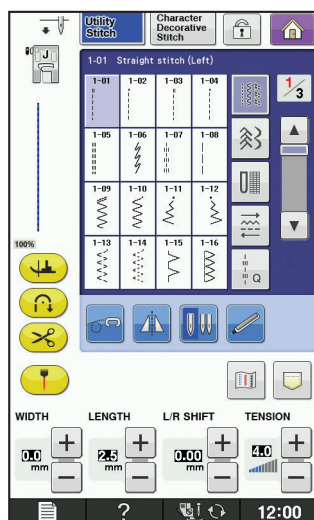 Utility Stitch
Character Decorative Stitch
J
1-01 Straight stitch (Left)
1-01 1-02 1-03 1-04
1/3
1-05 1-06 1-07 1-08
1-09 1-10 1-11 1-12
1-13 1-14 1-15 1-16
Q
100%
WIDTH LENGTH L/R SHIFT TENSION
0.0 mm + − 2.5 mm + − 0.00 mm + − 4.0 + −
? 12:00